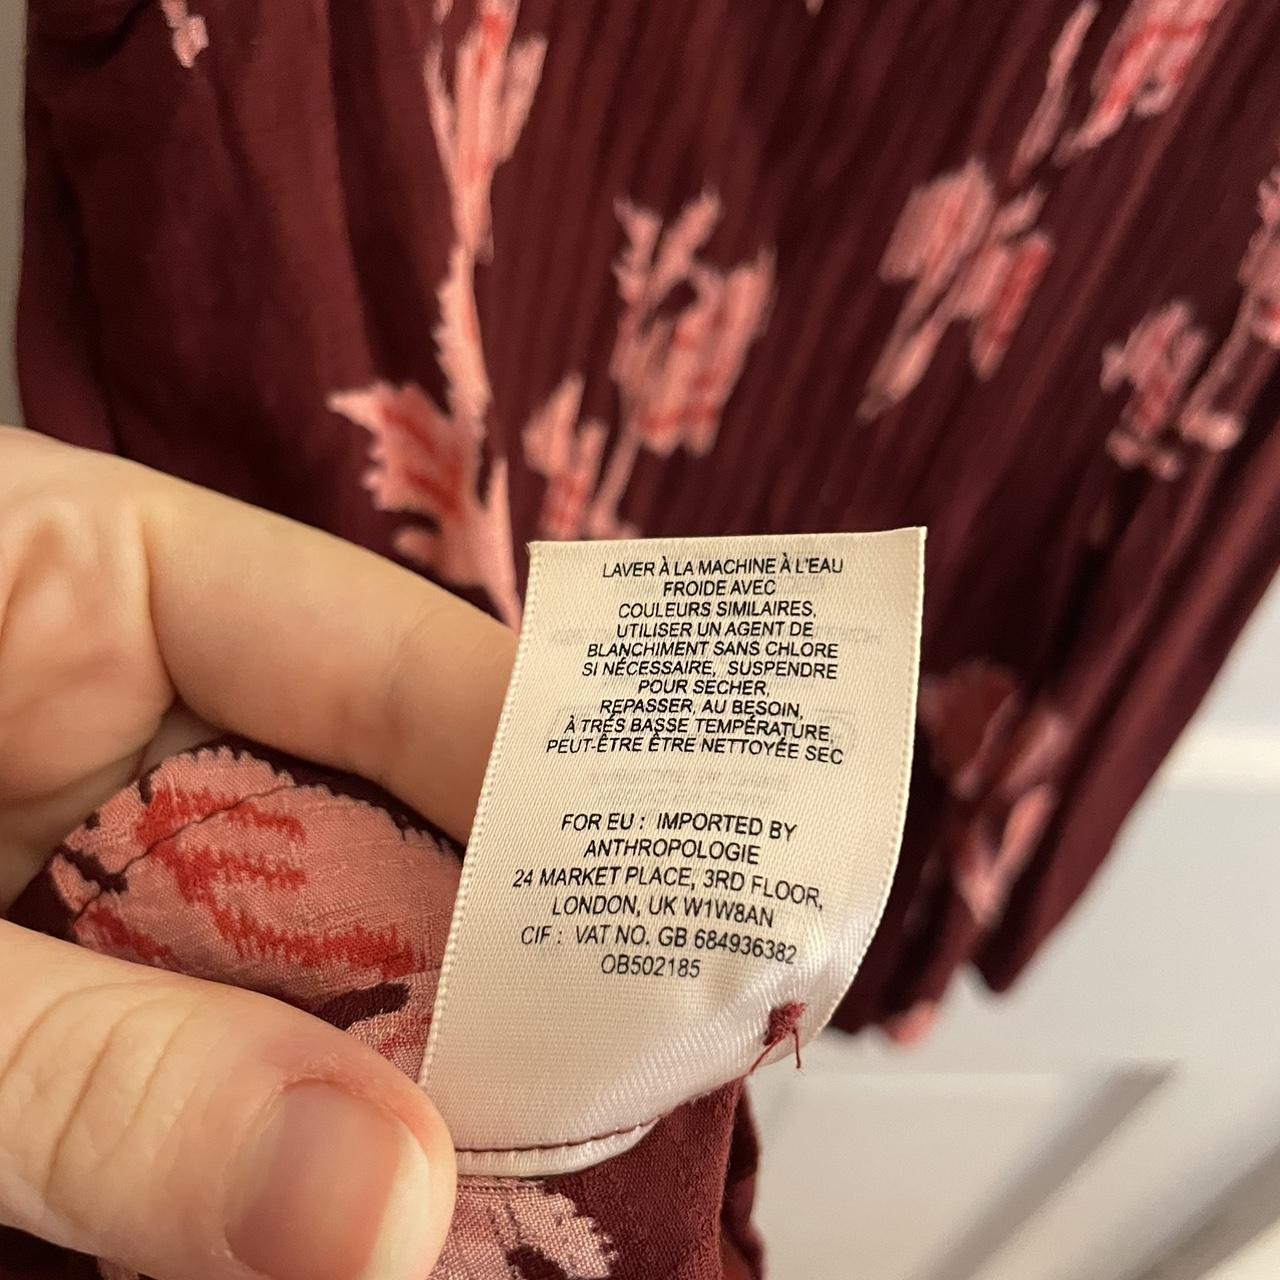 LAVER À LA MACHINE À L'EAU
FROIDE AVEC
COULEURS SIMILAIRES,
UTILISER UN AGENT DE
BLANCHIMENT SANS CHLORE
SI NÉCESSAIRE, SUSPENDRE
POUR SECHER,
REPASSER, AU BESOIN,
À TRÉS BASSE TEMPÉRATURE,
PEUT-ÊTRE ÊTRE NETTOYÉE SEC
FOR EU : IMPORTED BY
ANTHROPOLOGIE
24 MARKET PLACE, 3RD FLOOR,
LONDON, UK W1W8AN
CIF : VAT NO. GB 684936382
OB502185